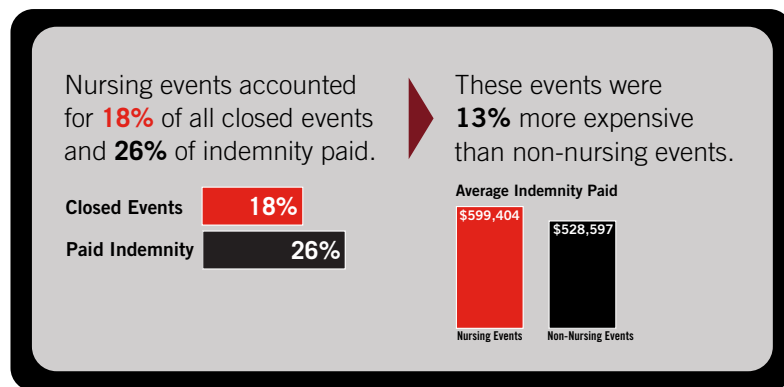 Nursing events accounted
for 18% of all closed events
and 26% of indemnity paid.
Closed Events 18%
Paid Indemnity 26%
These events were
13% more expensive
than non-nursing events.
Average Indemnity Paid
$599,404
$528,597
Nursing Events
Non-Nursing Events